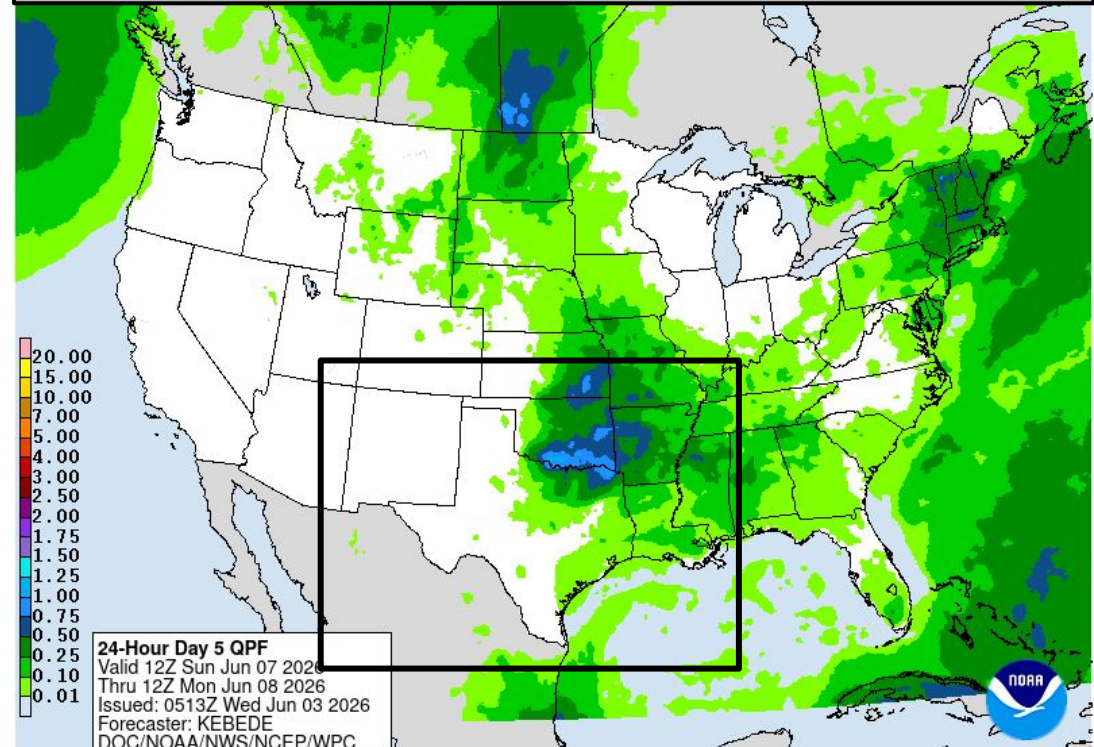 20.00
15.00
10.00
7.00
5.00
4.00
3.00
2.50
2.00
1.75
1.50
1.25
1.00
0.75
0.50
0.25
0.10
0.01
24-Hour Day 5 QPF
Valid 12Z Sun Jun 07 2026
Thru 12Z Mon Jun 08 2026
Issued: 0513Z Wed Jun 03 2026
Forecaster: KEBEDE
DOC/NOAA/NWS/NCEP/WPC
NOAA